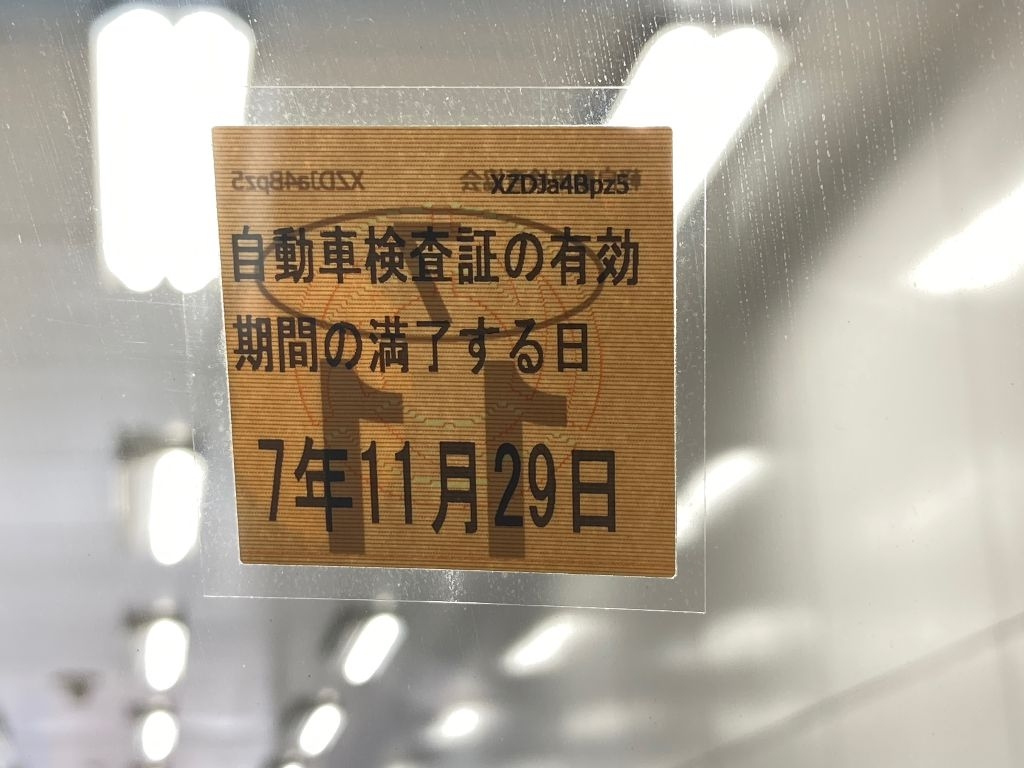 XZDJa4Bpz5
自動車検査証の有効
期間の満了する日
7年11月29日